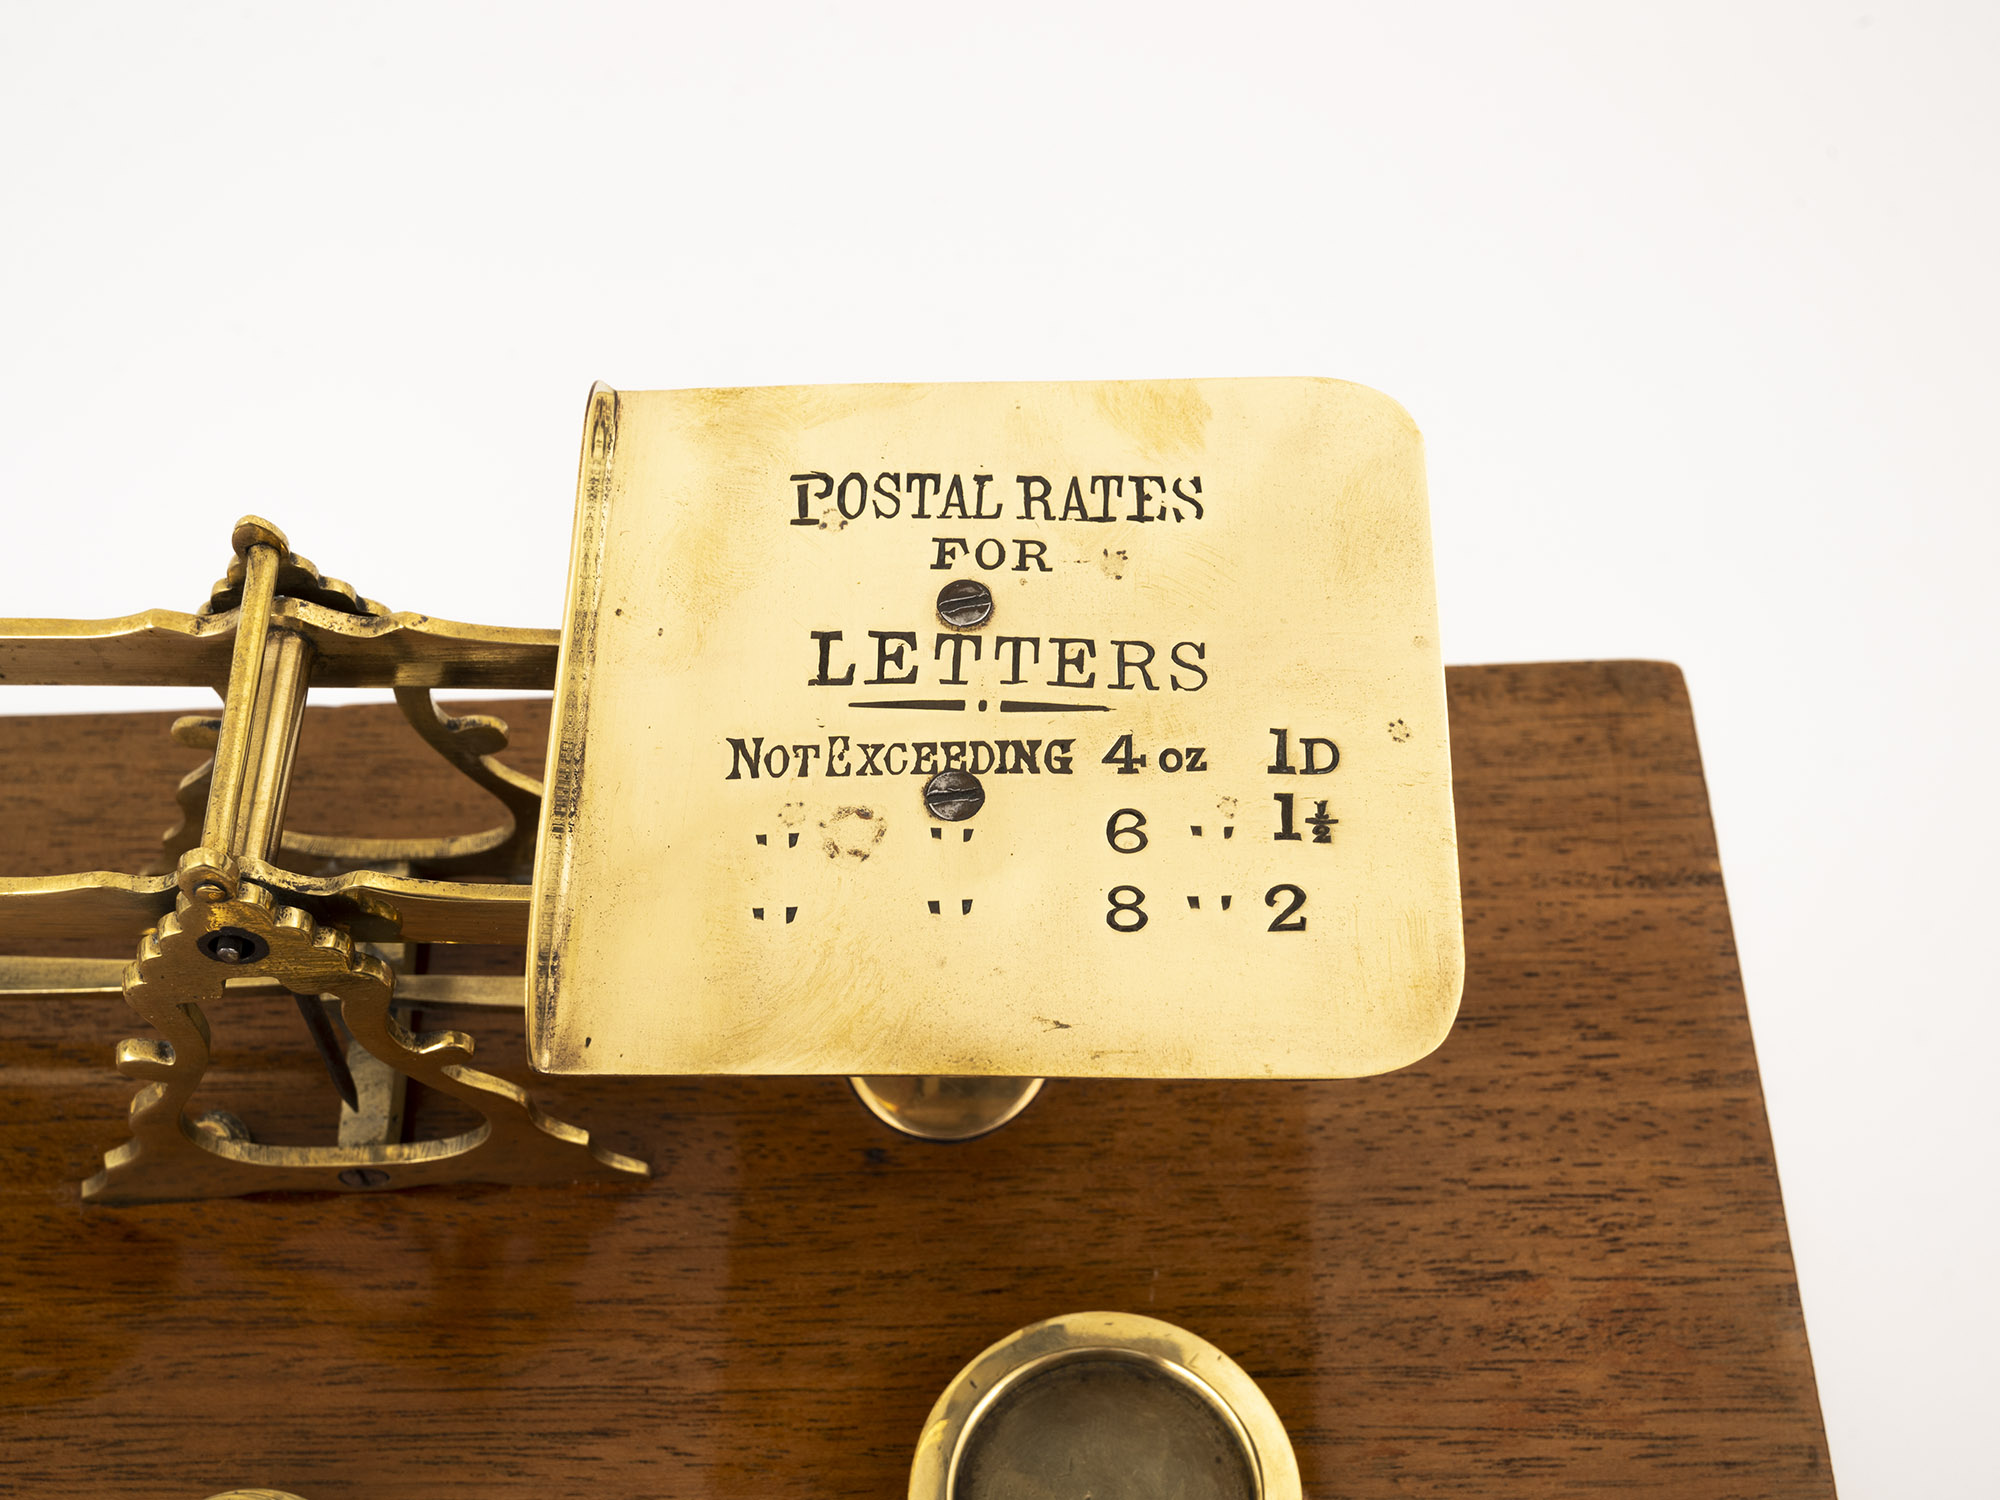 POSTAL RATES
FOR
LETTERS
NOT EXCEEDING 4 OZ 1D
" " 6 " 1½
" " 8 " 2